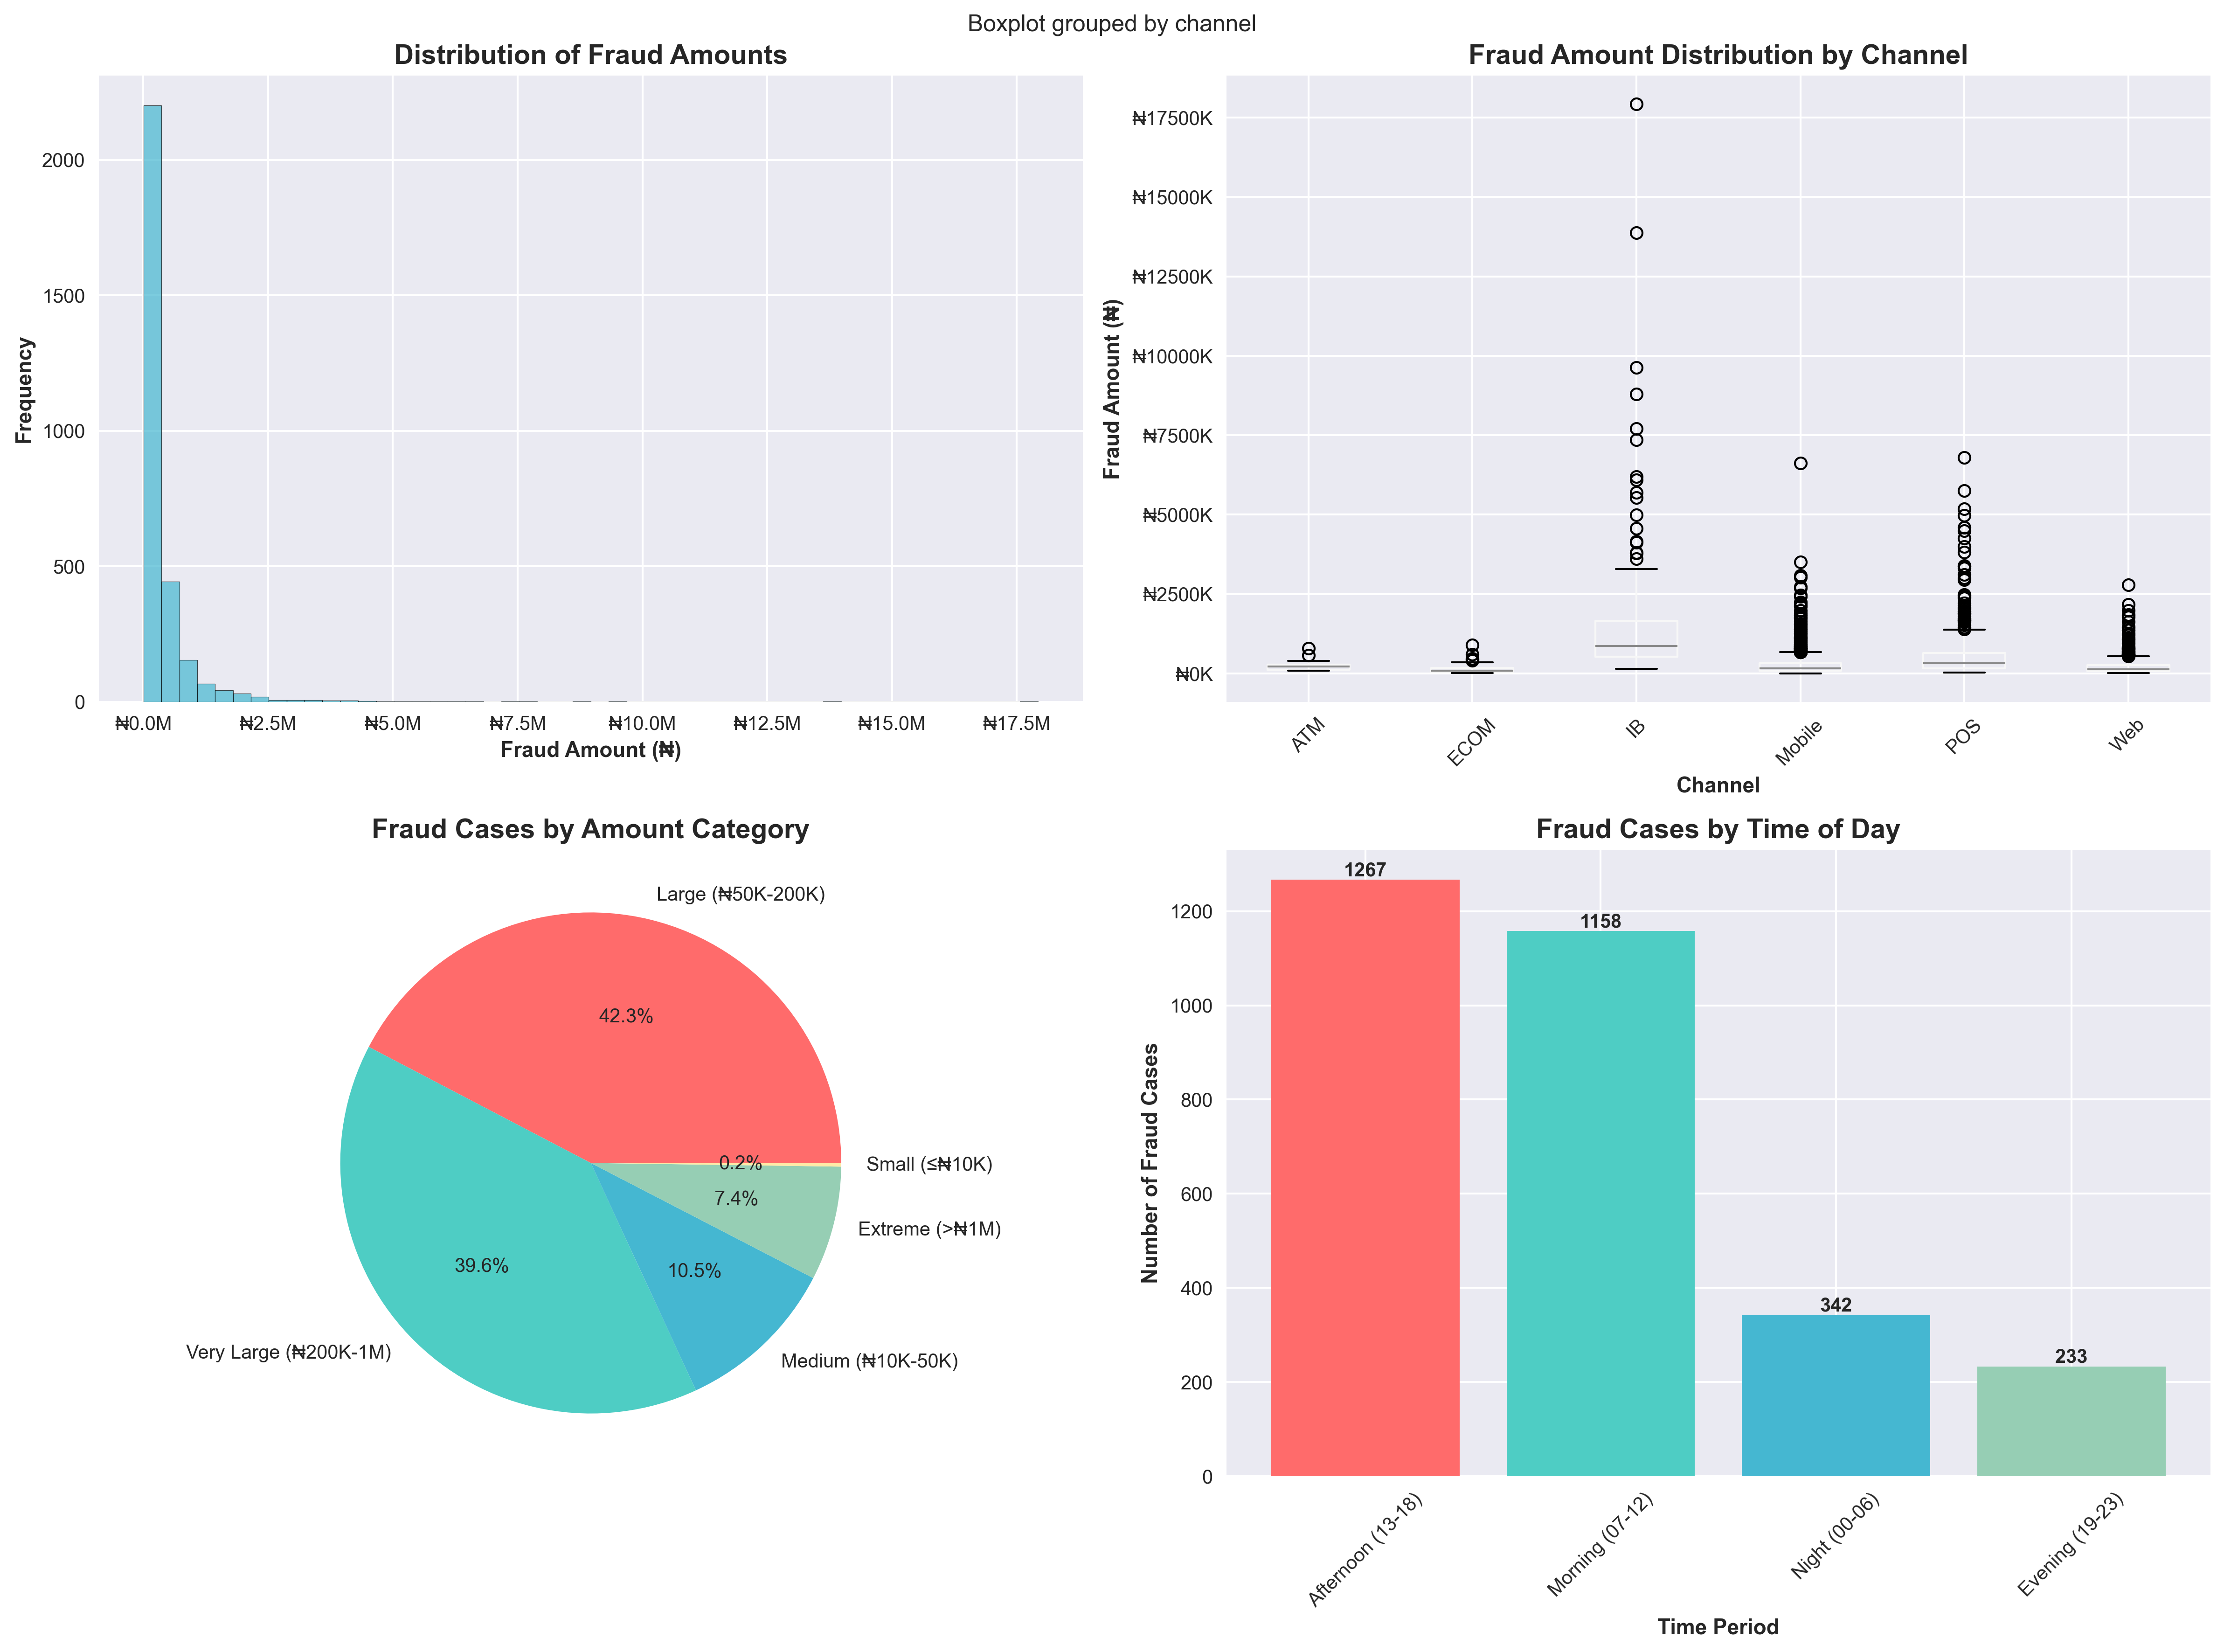 Boxplot grouped by channel
Distribution of Fraud Amounts
2000
1500
1000
500
0
Frequency
₦0.0M ₦2.5M ₦5.0M ₦7.5M ₦10.0M ₦12.5M ₦15.0M ₦17.5M
Fraud Amount (₦)
Fraud Amount Distribution by Channel
₦17500K
₦15000K
₦12500K
₦10000K
₦7500K
₦5000K
₦2500K
₦0K
Fraud Amount (₦)
ATM ECOM IB Mobile POS Web
Channel
Fraud Cases by Amount Category
Large (₦50K-200K)
42.3%
0.2%
Small (≤₦10K)
7.4%
Extreme (>₦1M)
39.6%
10.5%
Very Large (₦200K-1M)
Medium (₦10K-50K)
Fraud Cases by Time of Day
1267
1158
342
233
1200
1000
800
600
400
200
0
Number of Fraud Cases
Afternoon (13-18) Morning (07-12) Night (00-06) Evening (19-23)
Time Period